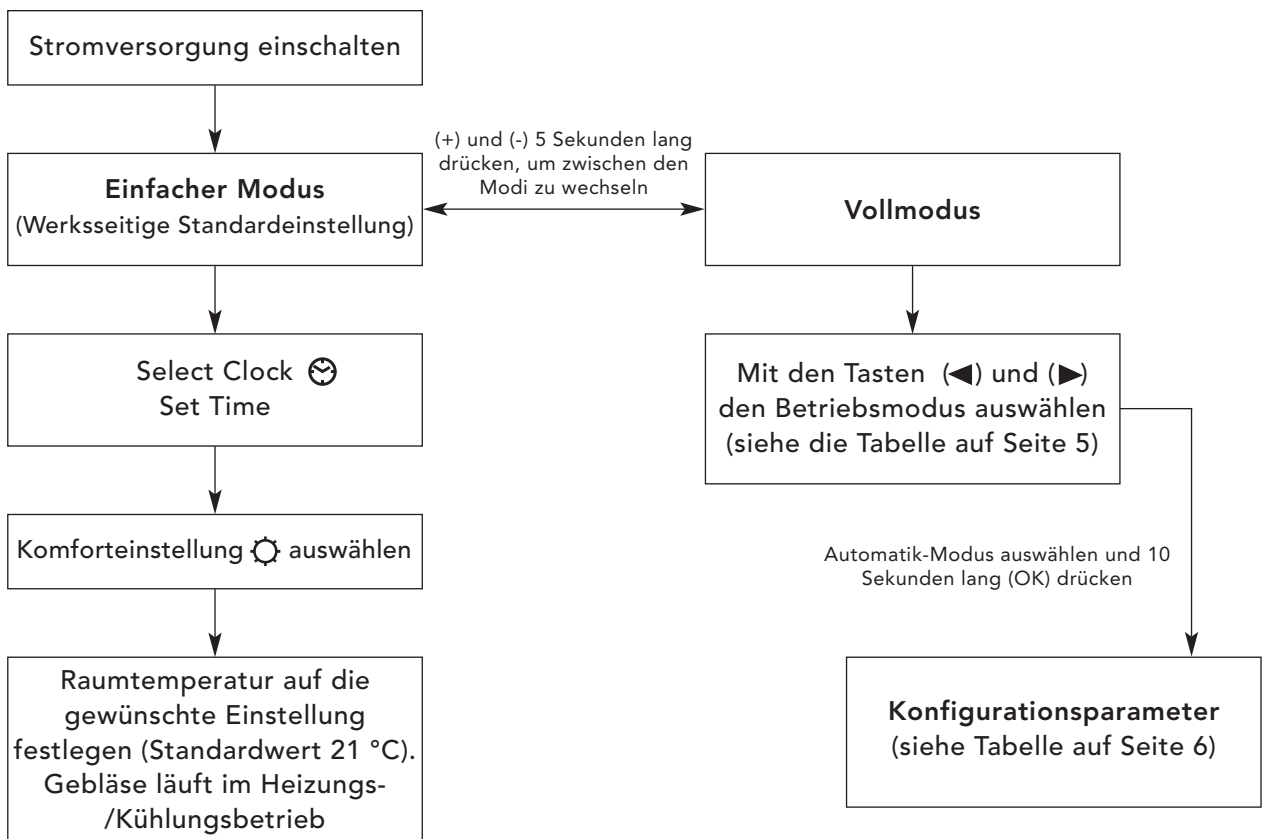 Stromversorgung einschalten
Einfacher Modus
(Werksseitige Standardeinstellung)
(+) und (-) 5 Sekunden lang
drücken, um zwischen den
Modi zu wechseln
Vollmodus
Select Clock
Set Time
Mit den Tasten (◀) und (▶)
den Betriebsmodus auswählen
(siehe die Tabelle auf Seite 5)
Komforteinstellung auswählen
Automatik-Modus auswählen und 10
Sekunden lang (OK) drücken
Raumtemperatur auf die
gewünschte Einstellung
festlegen (Standardwert 21 °C).
Gebläse läuft im Heizungs-
/Kühlungsbetrieb
Konfigurationsparameter
(siehe Tabelle auf Seite 6)